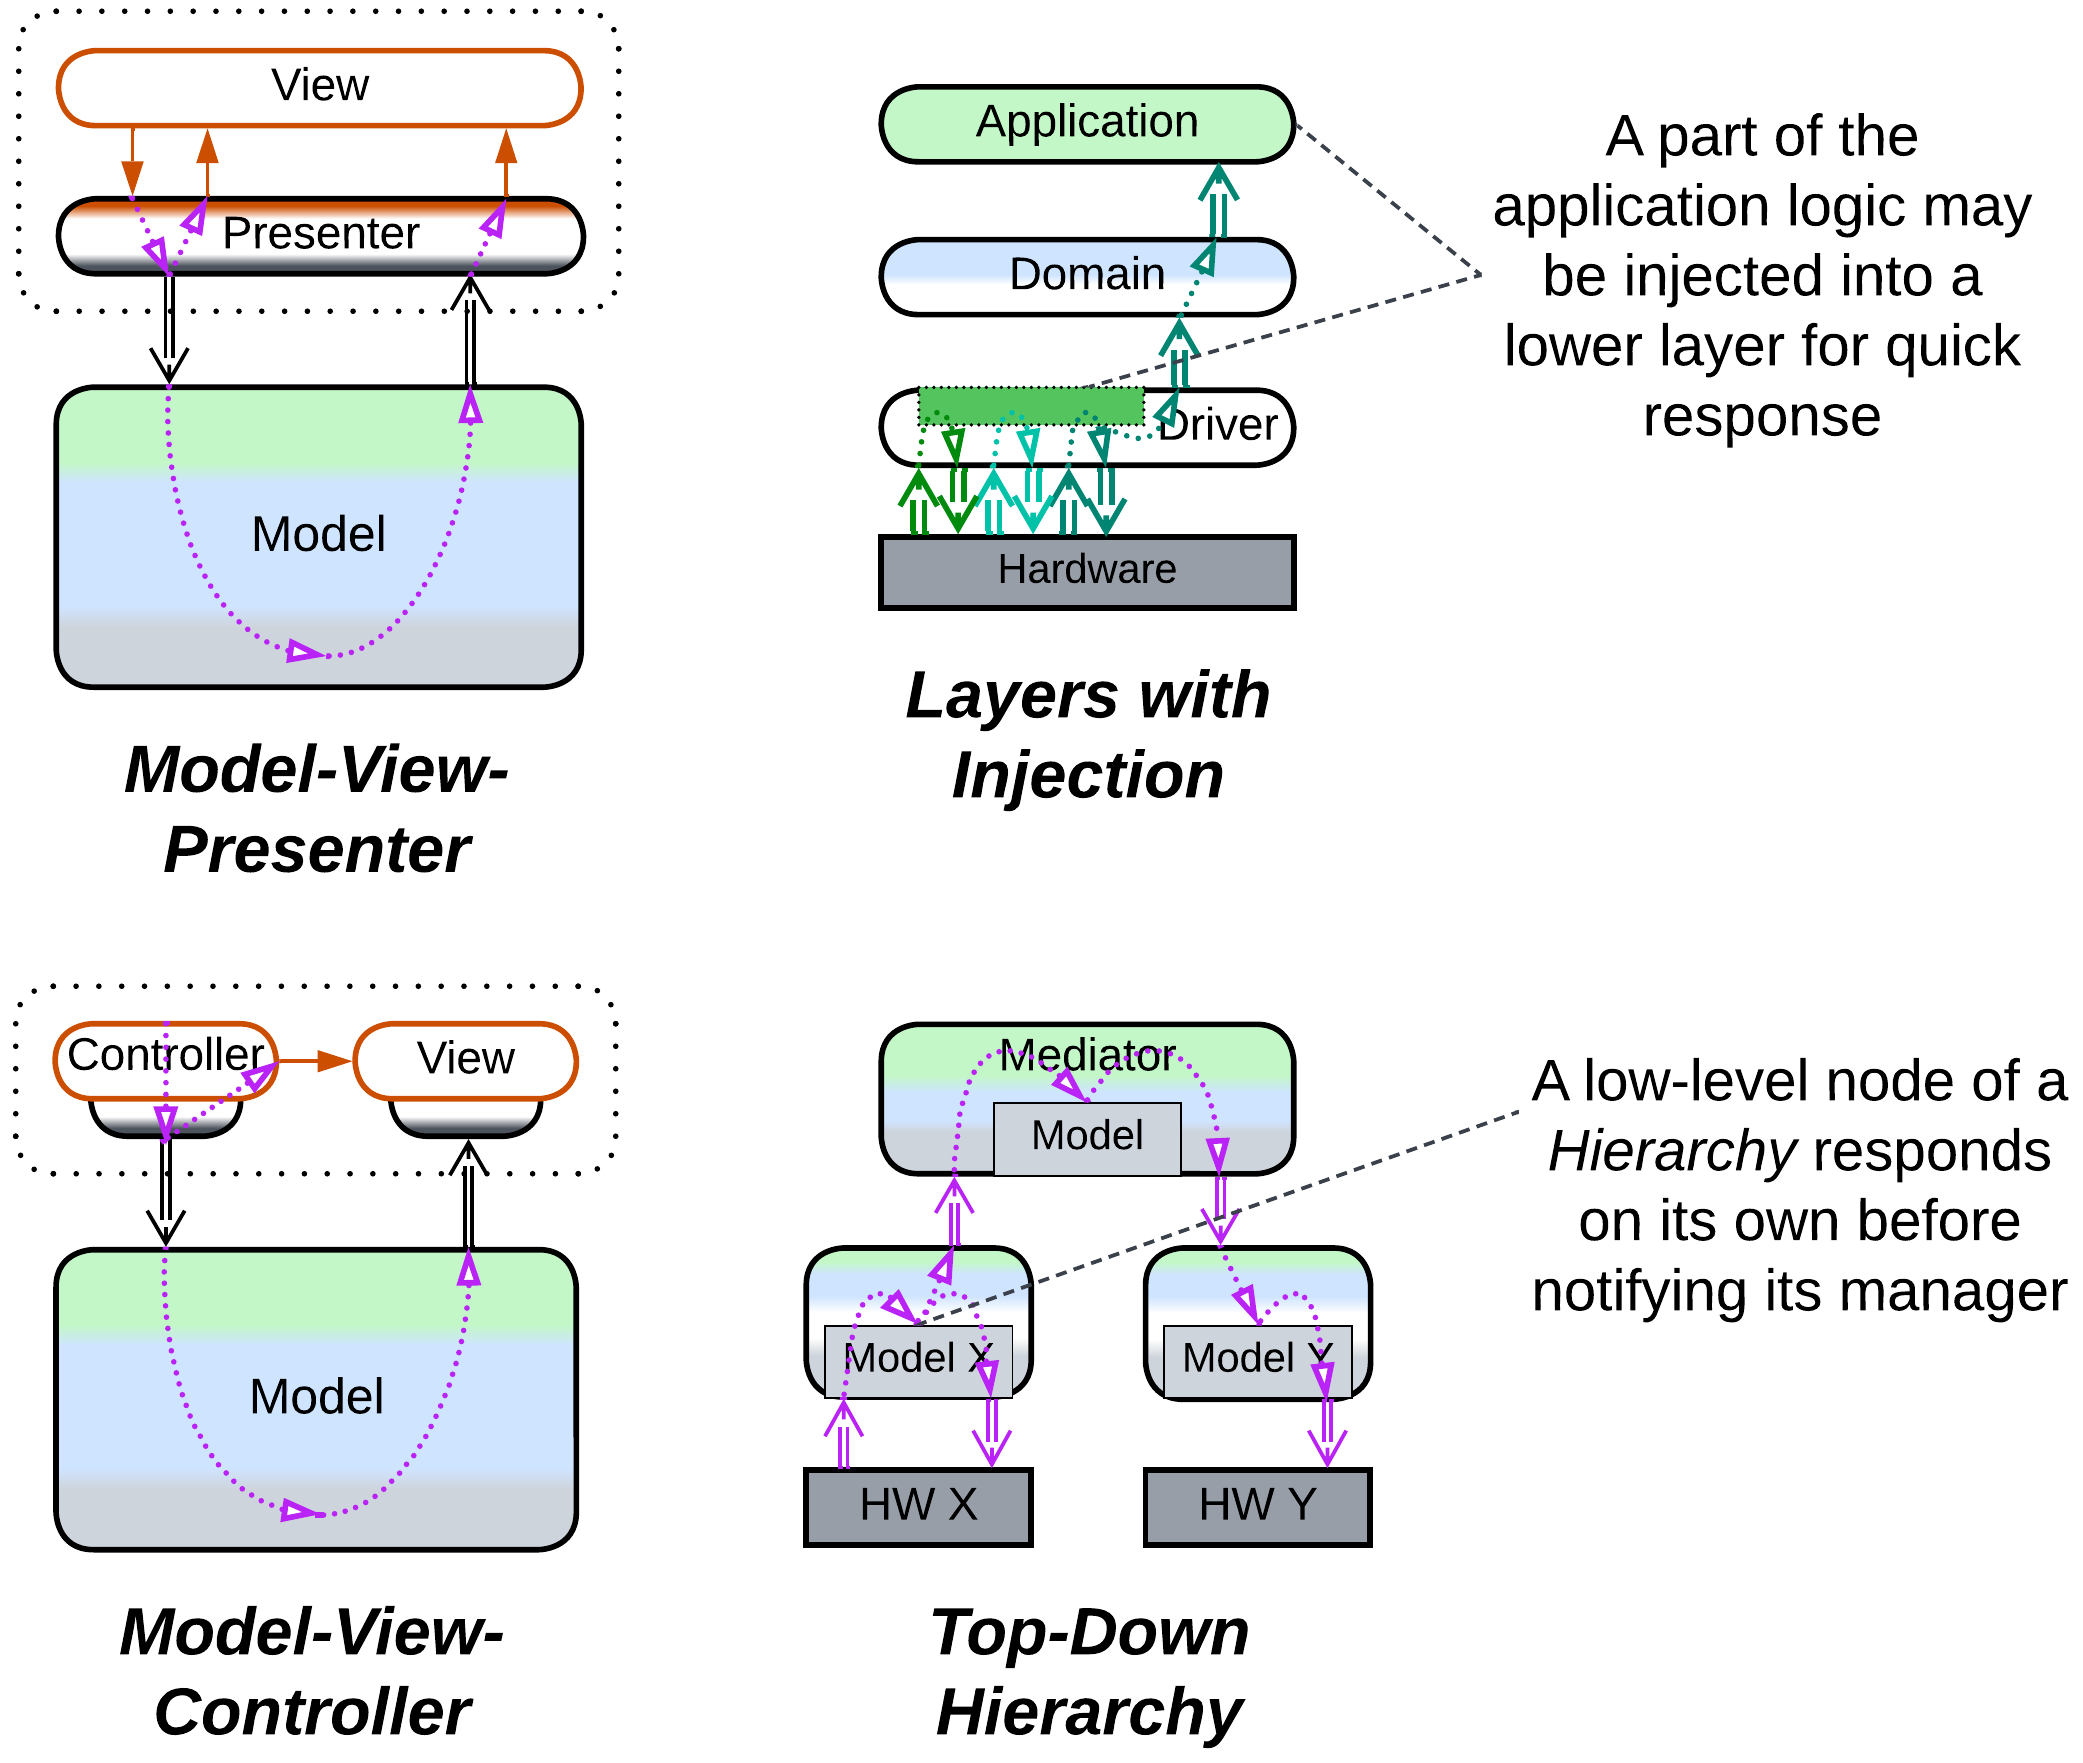 View
Presenter
Model
Model-View-
Presenter
Application
Domain
Driver
Hardware
Layers with
Injection
A part of the
application logic may
be injected into a
lower layer for quick
response
Controller
View
Model
Model-View-
Controller
Mediator
Model
Model X
Model Y
HW X
HW Y
Top-Down
Hierarchy
A low-level node of a
Hierarchy responds
on its own before
notifying its manager